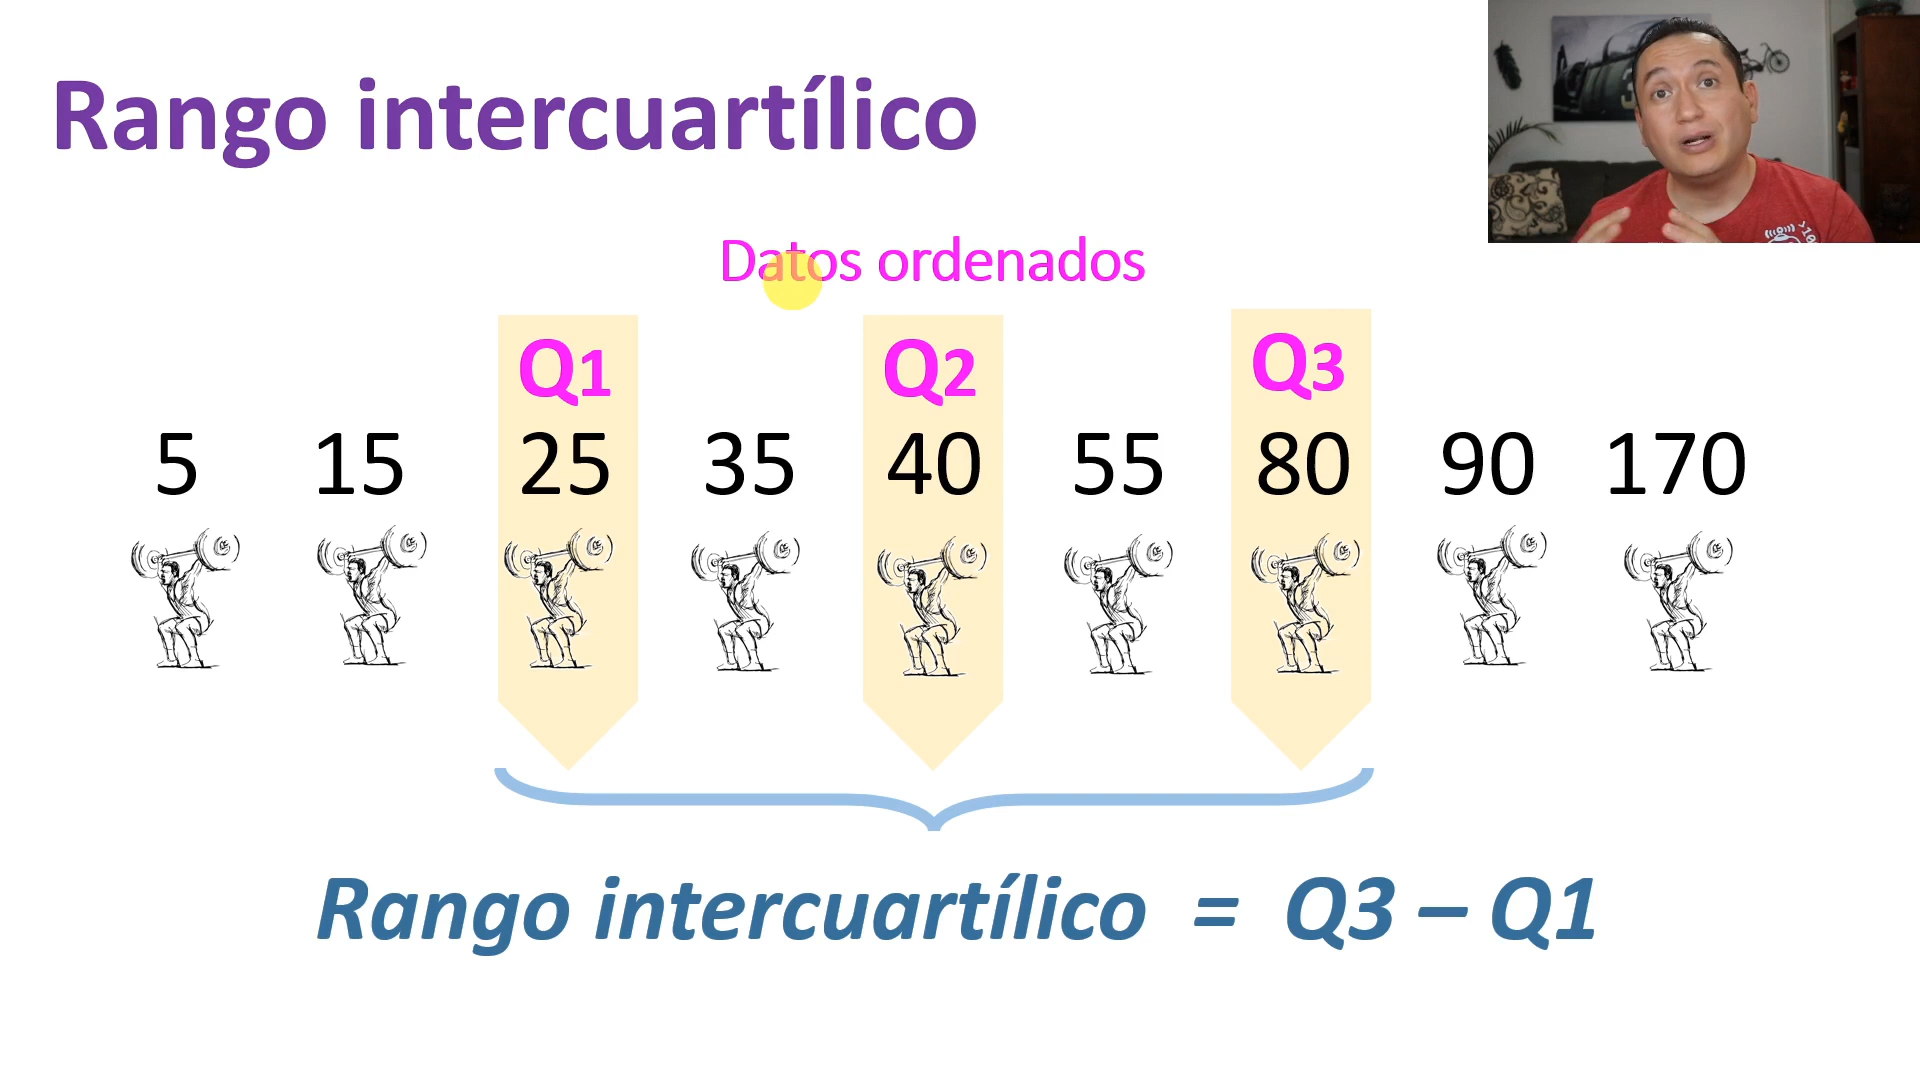 Rango intercuartílico
Datos ordenados
Q1 Q2 Q3
5 15 25 35 40 55 80 90 170
Rango intercuartílico = Q3 – Q1